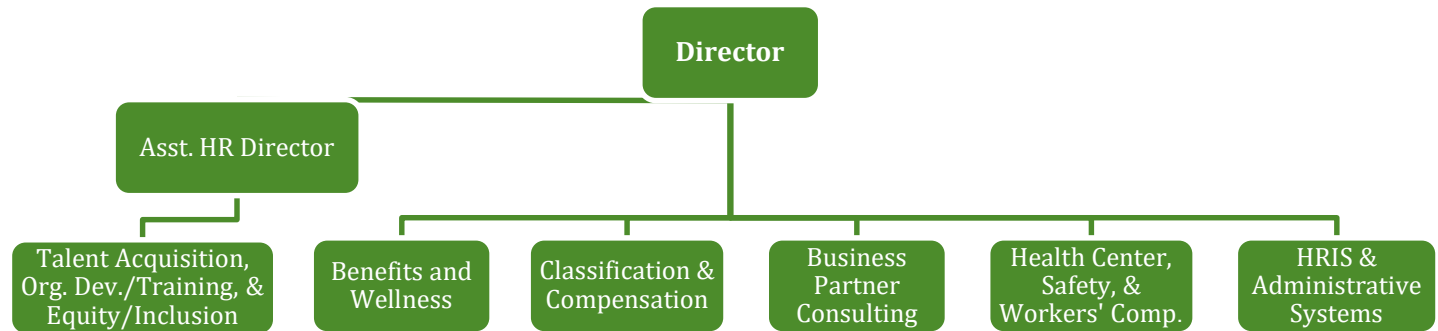 Director
Asst. HR Director
Talent Acquisition,
Org. Dev./Training, &
Equity/Inclusion
Benefits and
Wellness
Classification &
Compensation
Business
Partner
Consulting
Health Center,
Safety, &
Workers' Comp.
HRIS &
Administrative
Systems